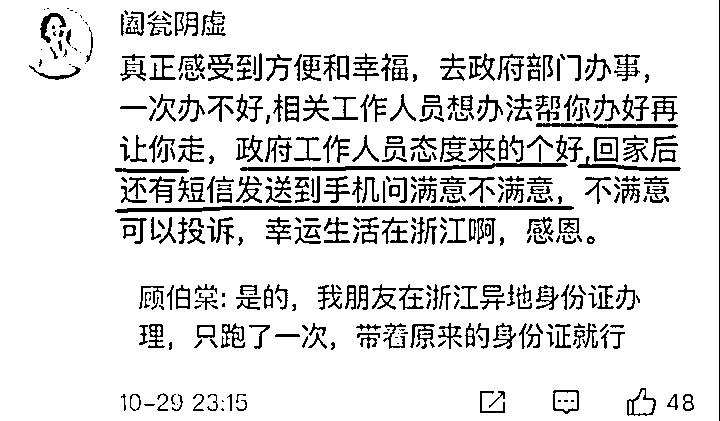 阖瓮阴虚
真正感受到方便和幸福，去政府部门办事，
一次办不好,相关工作人员想办法帮你办好再
让你走，政府工作人员态度来的个好,回家后
还有短信发送到手机问满意不满意，不满意
可以投诉，幸运生活在浙江啊，感恩。
顾伯棠: 是的，我朋友在浙江异地身份证办
理，只跑了一次，带着原来的身份证就行
10-29 23:15
48